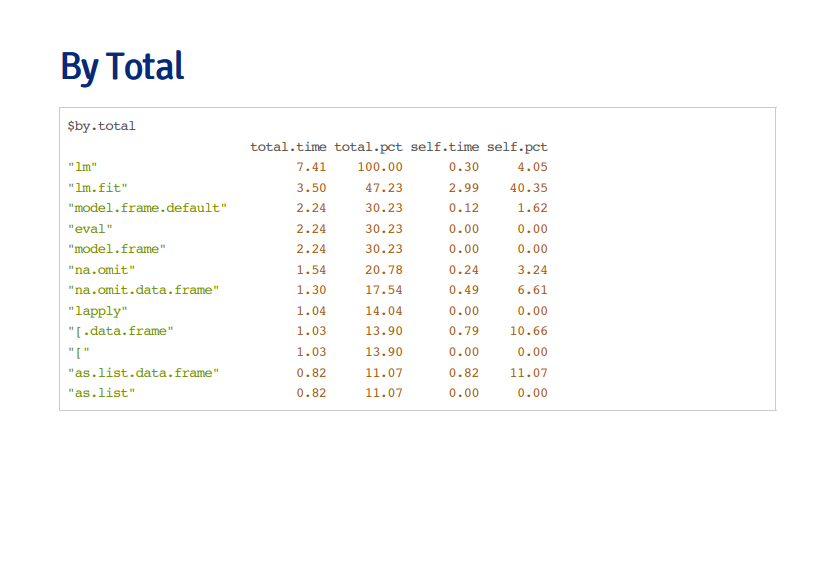 By Total
$by.total
total.time total.pct self.time self.pct
"lm" 7.41 100.00 0.30 4.05
"lm.fit" 3.50 47.23 2.99 40.35
"model.frame.default" 2.24 30.23 0.12 1.62
"eval" 2.24 30.23 0.00 0.00
"model.frame" 2.24 30.23 0.00 0.00
"na.omit" 1.54 20.78 0.24 3.24
"na.omit.data.frame" 1.30 17.54 0.49 6.61
"lapply" 1.04 14.04 0.00 0.00
"[.data.frame" 1.03 13.90 0.79 10.66
"[" 1.03 13.90 0.00 0.00
"as.list.data.frame" 0.82 11.07 0.82 11.07
"as.list" 0.82 11.07 0.00 0.00